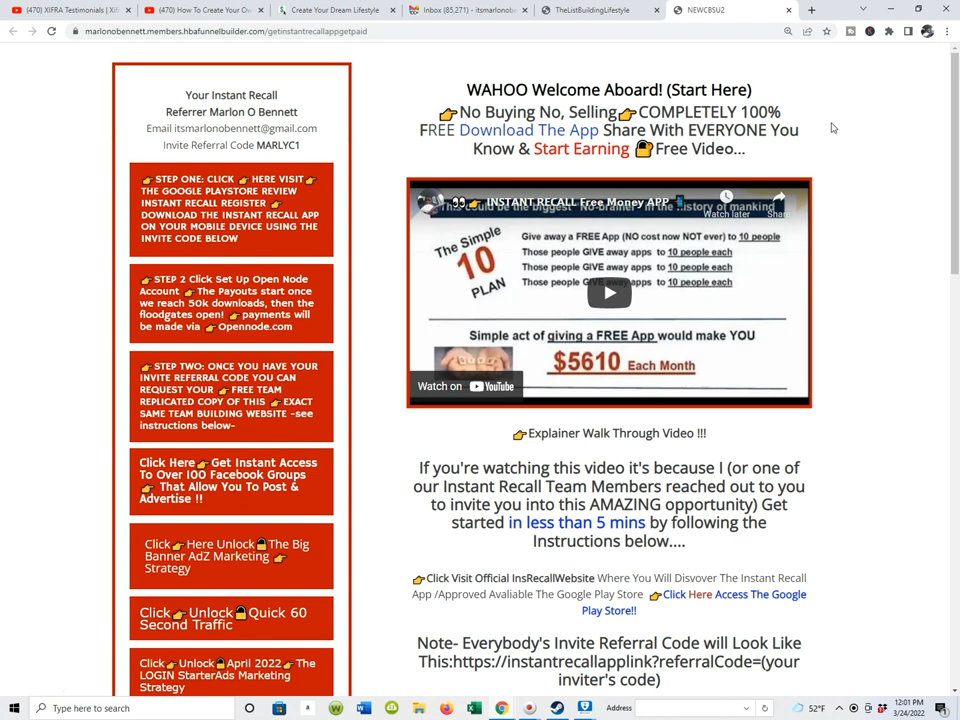 (470) XIFRA Testimonials | Xif
(470) How To Create Your Ow
Create Your Dream Lifestyle
Inbox (85,271) - itsmarlonobenn
TheListBuildingLifestyle
NEWCBSU2
marlonobennett.members.hbafunnelbuilder.com/getinstantrecallappgetpaid
Your Instant Recall
Referrer Marlon O Bennett
Email itsmarlonobennett@gmail.com
Invite Referral Code MARLYC1
👉STEP ONE: CLICK 👉HERE VISIT👉
THE GOOGLE PLAYSTORE REVIEW
INSTANT RECALL REGISTER 👉
DOWNLOAD THE INSTANT RECALL APP
ON YOUR MOBILE DEVICE USING THE
INVITE CODE BELOW
👉STEP 2 Click Set Up Open Node
Account 👉The Payouts start once
we reach 50k downloads, then the
floodgates open! 👉payments will
be made via 👉Opennode.com
👉STEP TWO: ONCE YOU HAVE YOUR
INVITE REFERRAL CODE YOU CAN
REQUEST YOUR 👉FREE TEAM
REPLICATED COPY OF THIS 👉EXACT
SAME TEAM BUILDING WEBSITE -see
instructions below-
Click Here👉Get Instant Access
To Over 100 Facebook Groups
👉 That Allow You To Post &
Advertise !!
Click👉Here Unlock🔒The Big
Banner AdZ Marketing 👉
Strategy
Click👉Unlock🔒Quick 60
Second Traffic
Click👉Unlock🔒April 2022👉The
LOGIN StarterAds Marketing
Strategy
WAHOO Welcome Aboard! (Start Here)
👉No Buying No, Selling👉COMPLETELY 100%
FREE Download The App Share With EVERYONE You
Know & Start Earning 🔒Free Video...
👀👉 INSTANT RECALL Free Money APP
This could be the biggest "No-brainer" in the history of mankind
Watch later
Share
The Simple
10
PLAN
Give away a FREE App (NO cost now NOT ever) to 10 people
Those people GIVE away apps to 10 people each
Those people GIVE away apps to 10 people each
Those people GIVE away apps to 10 people each
Simple act of giving a FREE App would make YOU
$5610 Each Month
Watch on YouTube
👉Explainer Walk Through Video !!!
If you're watching this video it's because I (or one of
our Instant Recall Team Members reached out to you
to invite you into this AMAZING opportunity) Get
started in less than 5 mins by following the
Instructions below....
👉Click Visit Official InsRecallWebsite Where You Will Disvover The Instant Recall
App /Approved Avaliable The Google Play Store 👉Click Here Access The Google
Play Store!!
Note- Everybody's Invite Referral Code will Look Like
This:https://instantrecallapplink?referralCode=(your
inviter's code)
Type here to search
Address
52°F
12:01 PM
3/24/2022